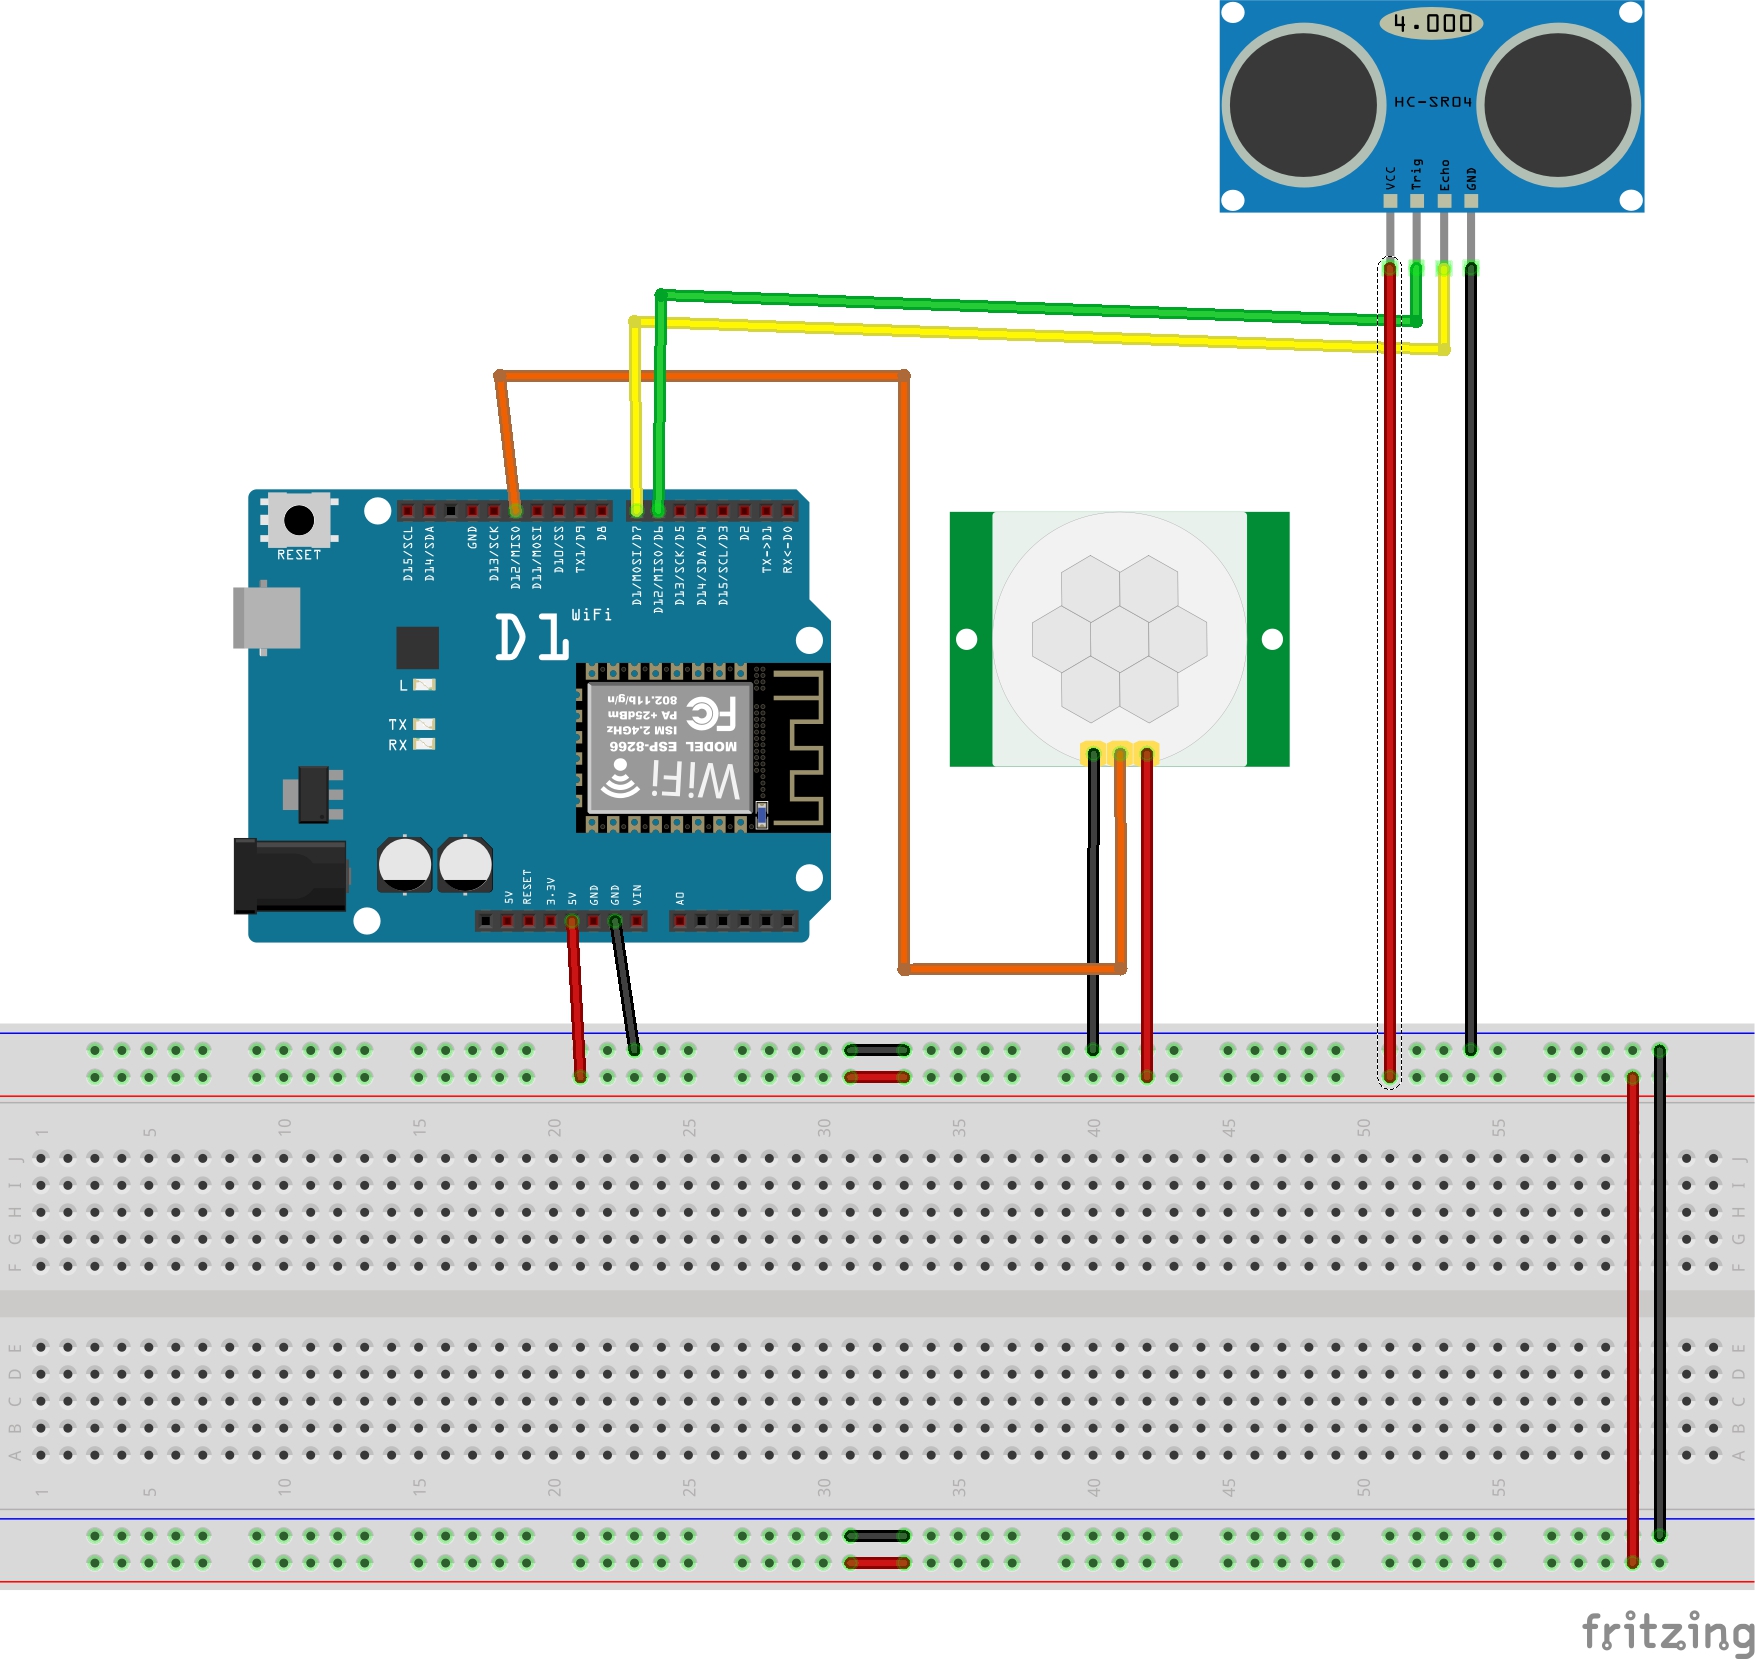 4.000
HC-SR04
VCC
Trig
Echo
GND
RESET
D15/SCL
D14/SDA
GND
D13/SCK
D12/MISO
D11/MOSI
D10/SS
TX1/D9
D8
D1/MOSI/D7
D12/MISO/D6
D13/SCK/D5
D14/SDA/D4
D15/SCL/D3
D2
TX->D1
RX<-D0
D1 WiFi
L
TX
RX
WiFi
MODEL ESP-8266
ISM 2.4GHz
PA +25dBm
802.11b/g/n
FC
5V
RESET
3.3V
5V
GND
GND
VIN
A0
1 5 10 15 20 25 30 35 40 45 50 55
J J
I I
H H
G G
F F
E E
D D
C C
B B
A A
1 5 10 15 20 25 30 35 40 45 50 55
fritzing